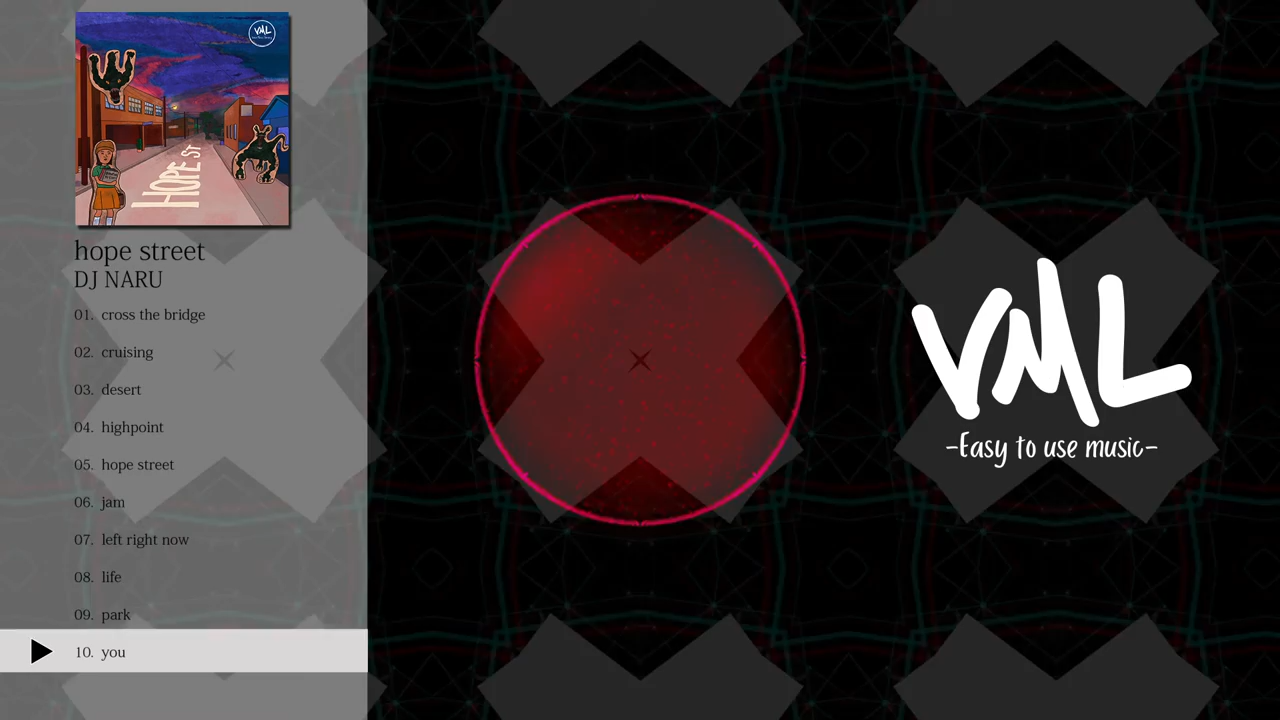 VML
HOPE ST
hope street
DJ NARU
01. cross the bridge
02. cruising
03. desert
04. highpoint
05. hope street
06. jam
07. left right now
08. life
09. park
10. you
VML
-Easy to use music-